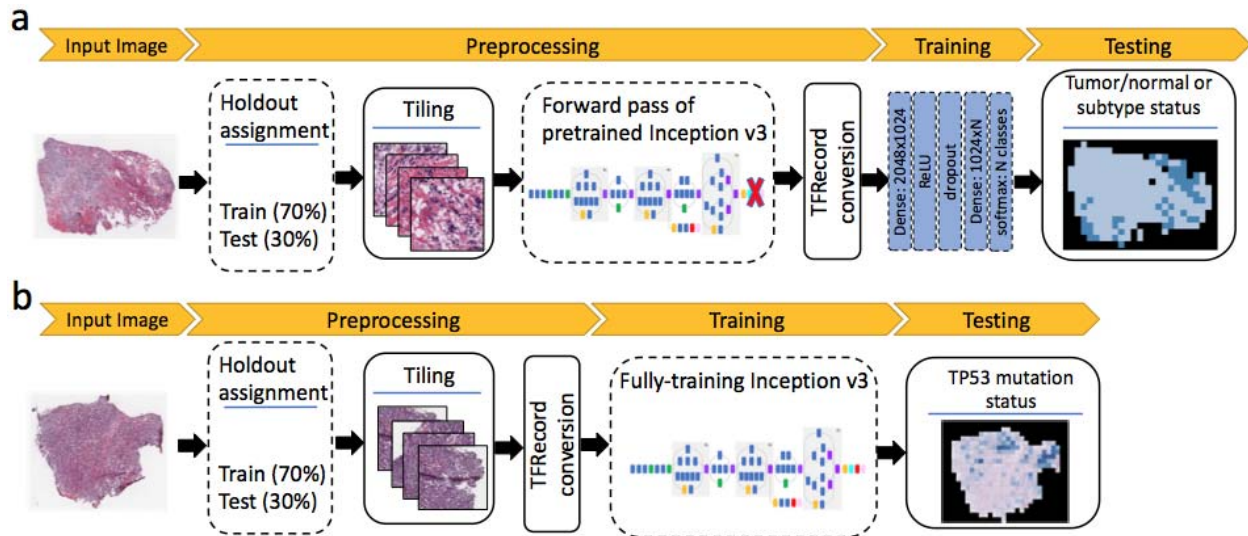 a
Input Image
Preprocessing
Training
Testing
Holdout
assignment
Train (70%)
Test (30%)
Tiling
Forward pass of
pretrained Inception v3
X
TFRecord
conversion
Dense: 2048x1024
ReLU
dropout
Dense: 1024xN
softmax: N classes
Tumor/normal or
subtype status
b
Input Image
Preprocessing
Training
Testing
Holdout
assignment
Train (70%)
Test (30%)
Tiling
TFRecord
conversion
Fully-training Inception v3
TP53 mutation
status